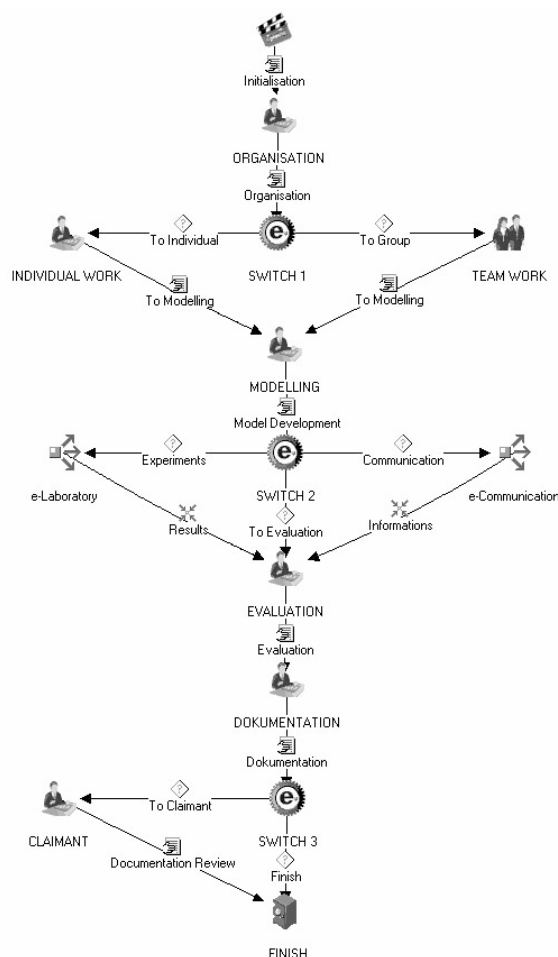 Initialisation
ORGANISATION
Organisation
To Individual
To Group
INDIVIDUAL WORK
SWITCH 1
TEAM WORK
To Modelling
To Modelling
MODELLING
Model Development
Experiments
Communication
e-Laboratory
SWITCH 2
e-Communication
To Evaluation
Results
Informations
EVALUATION
Evaluation
DOKUMENTATION
Dokumentation
To Claimant
CLAIMANT
SWITCH 3
Documentation Review
Finish
FINISH